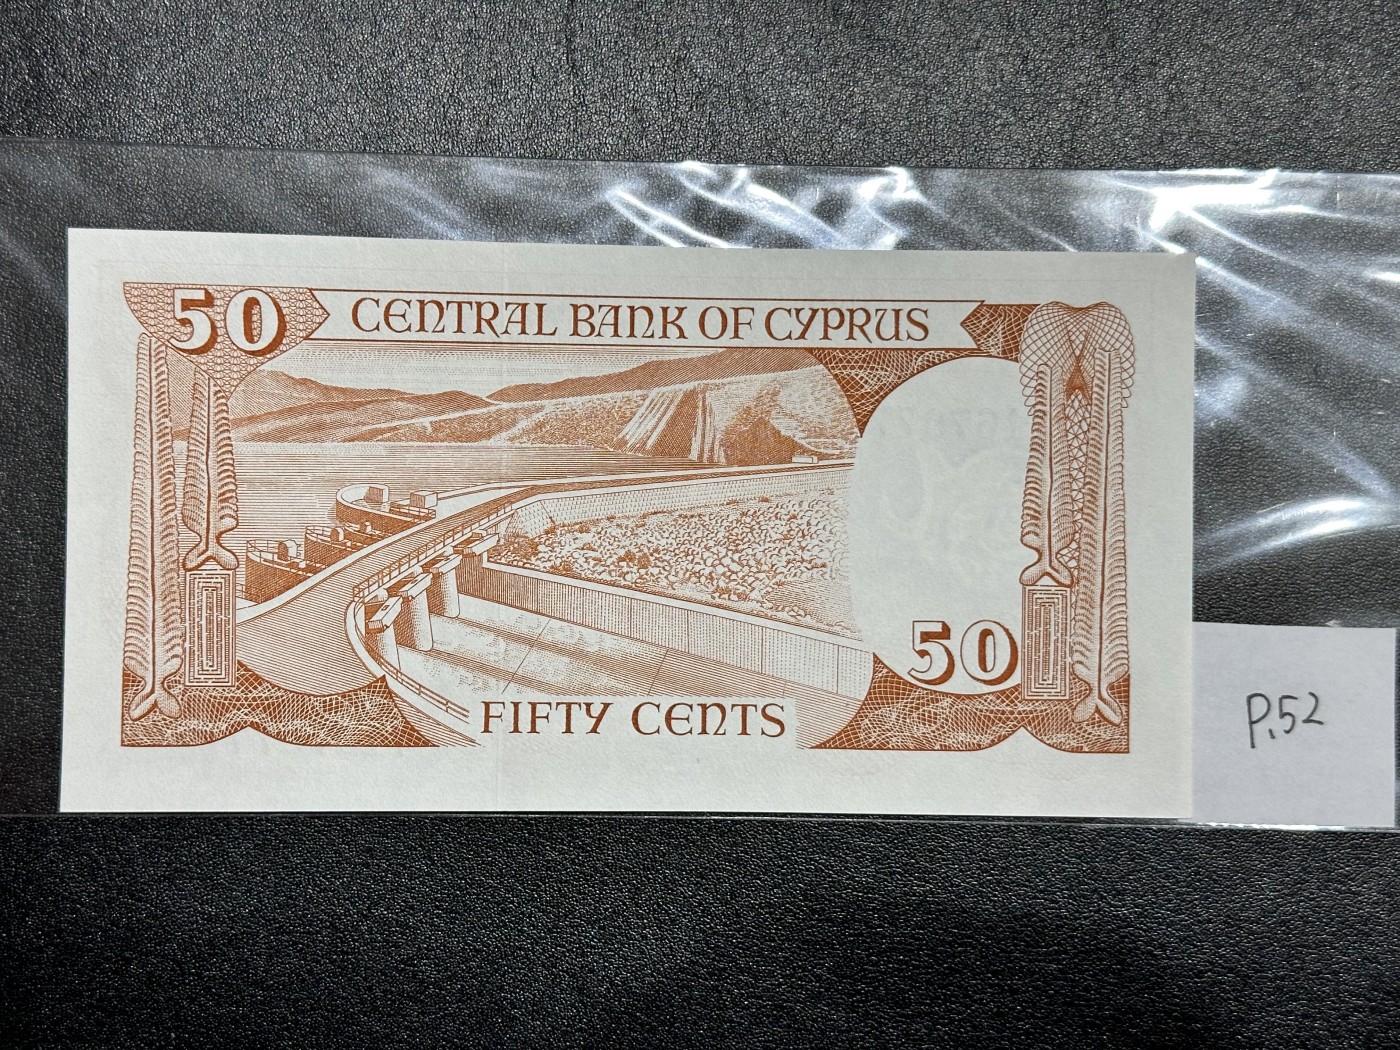 50
CENTRAL BANK OF CYPRUS
50
FIFTY CENTS
P.52